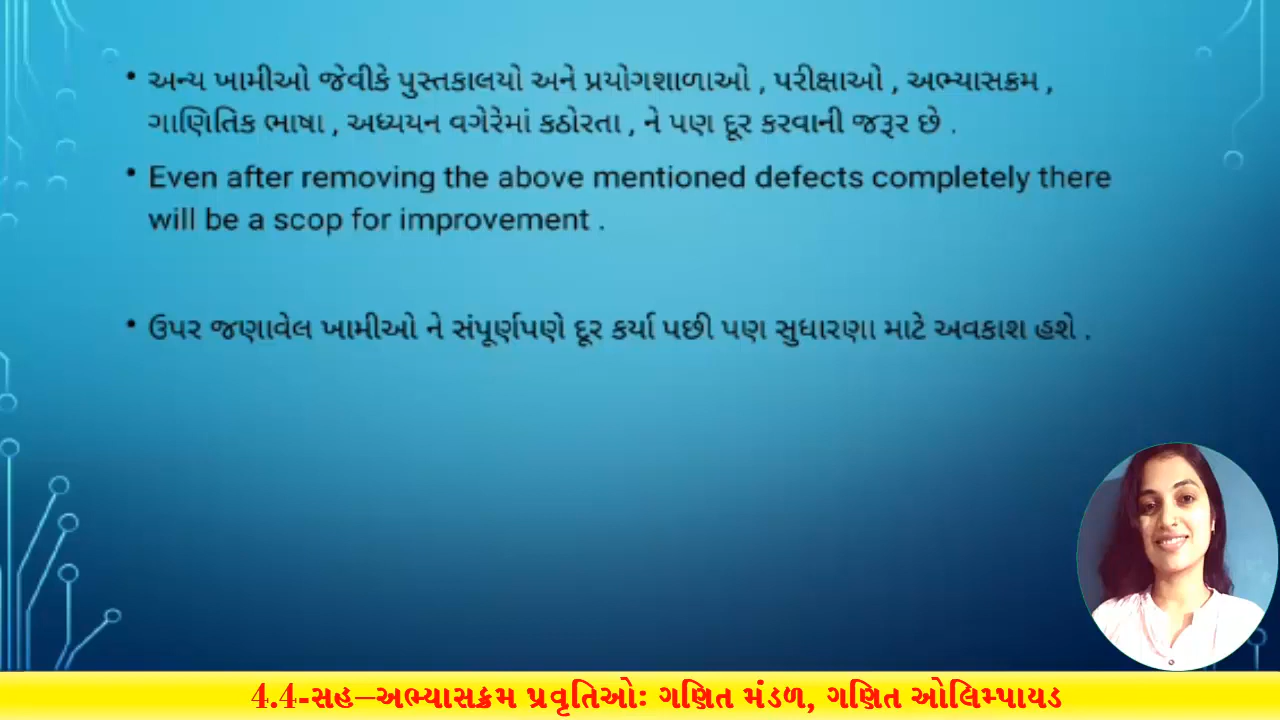 • અન્ય ખામીઓ જેવીકે પુસ્તકાલયો અને પ્રયોગશાળાઓ , પરીક્ષાઓ , અભ્યાસક્રમ ,
ગાણિતિક ભાષા , અધ્યયન વગેરેમાં કઠોરતા , ને પણ દૂર કરવાની જરૂર છે .
• Even after removing the above mentioned defects completely there
will be a scop for improvement .
• ઉપર જણાવેલ ખામીઓ ને સંપૂર્ણપણે દૂર કર્યા પછી પણ સુધારણા માટે અવકાશ હશે .
4.4-સહ–અભ્યાસક્રમ પ્રવૃતિઓઃ ગણિત મંડળ, ગણિત ઓલિમ્પાયડ